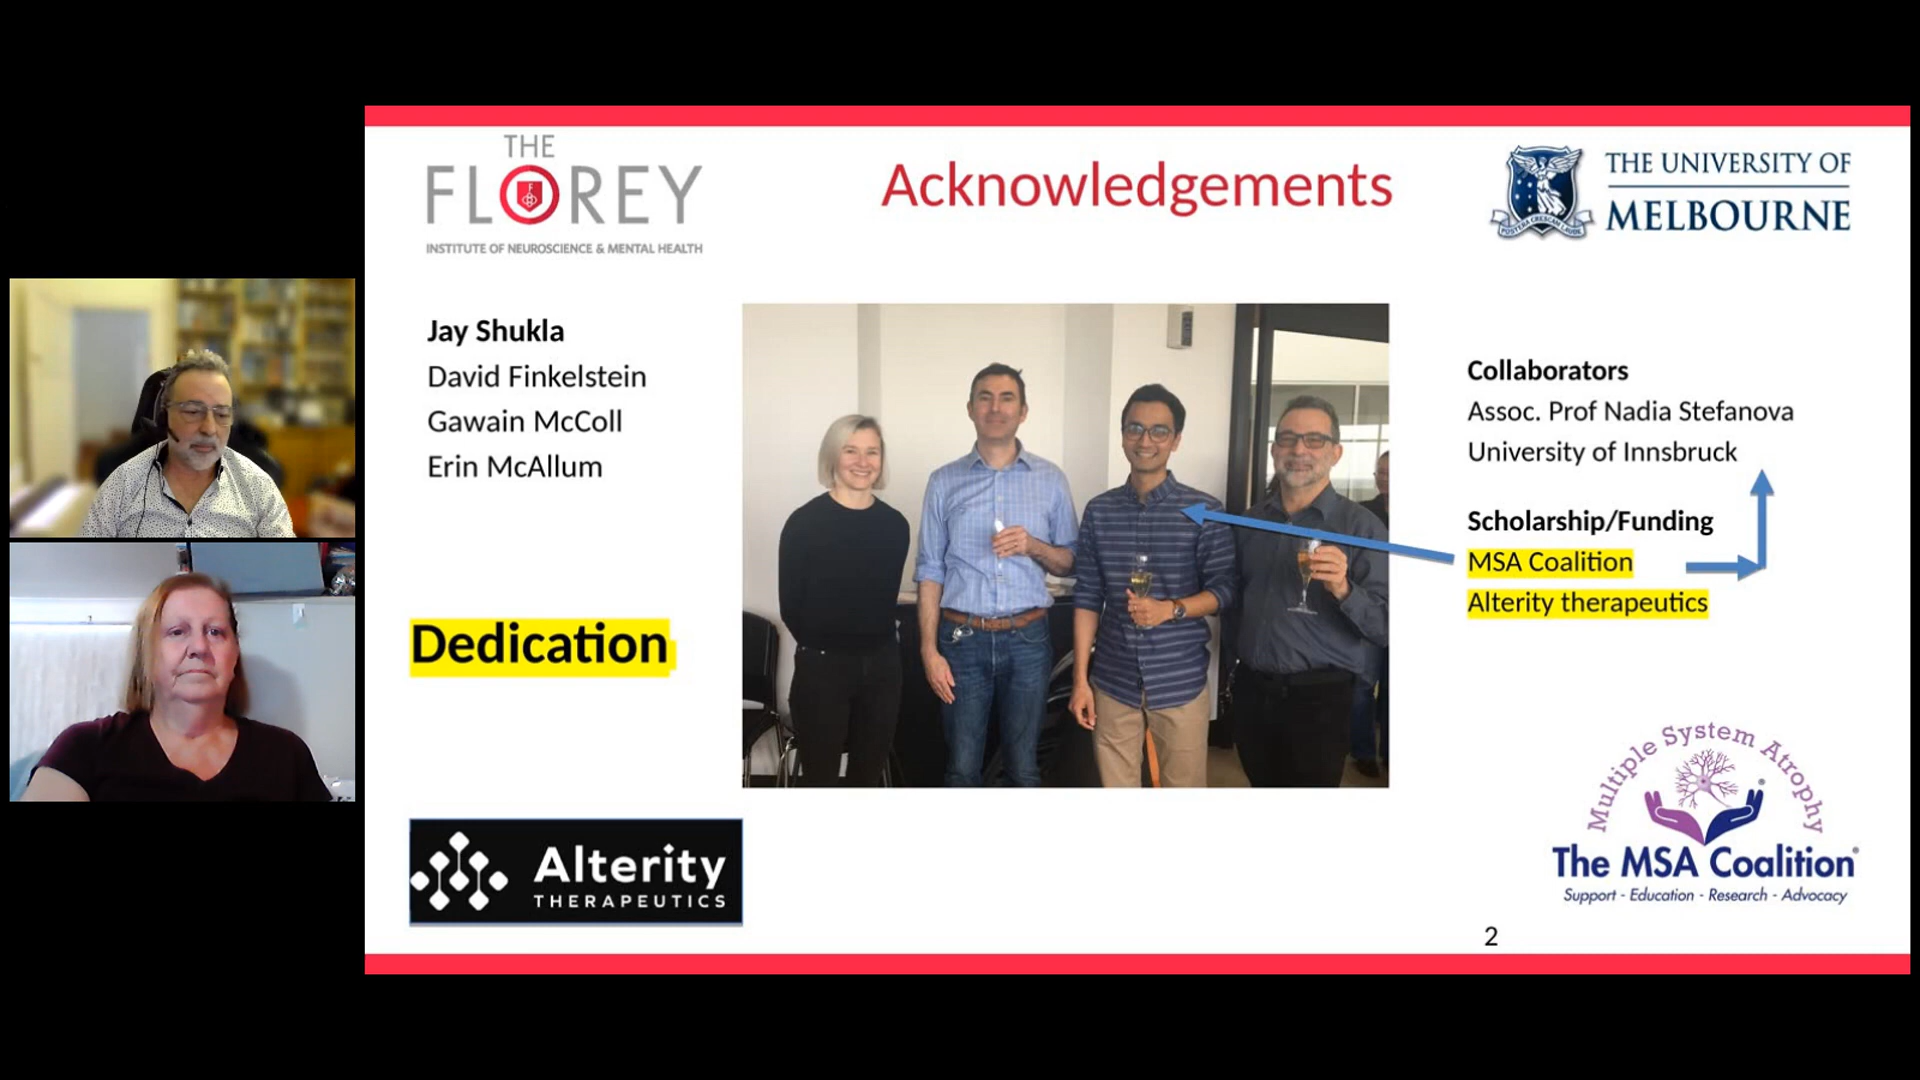 THE
FLOREY
INSTITUTE OF NEUROSCIENCE & MENTAL HEALTH
Acknowledgements
THE UNIVERSITY OF
MELBOURNE
Jay Shukla
David Finkelstein
Gawain McColl
Erin McAllum
Dedication
Collaborators
Assoc. Prof Nadia Stefanova
University of Innsbruck
Scholarship/Funding
MSA Coalition
Alterity therapeutics
Alterity
THERAPEUTICS
Multiple System Atrophy
The MSA Coalition®
Support - Education - Research - Advocacy
2